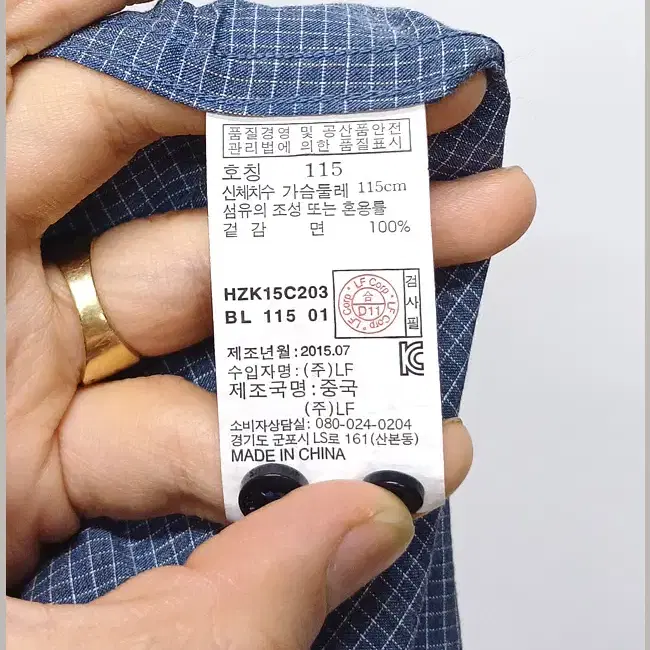 품질경영 및 공산품안전
관리법에 의한 품질표시
호칭 115
신체치수 가슴둘레 115cm
섬유의 조성 또는 혼용률
겉감 면 100%
HZK15C203
BL 115 01
LF Corp LF Corp LF Corp
合
D11
검사필
제조년월 : 2015.07
수입자명 : (주)LF
제조국명 : 중국
(주)LF
소비자상담실: 080-024-0204
경기도 군포시 LS로 161(산본동)
MADE IN CHINA